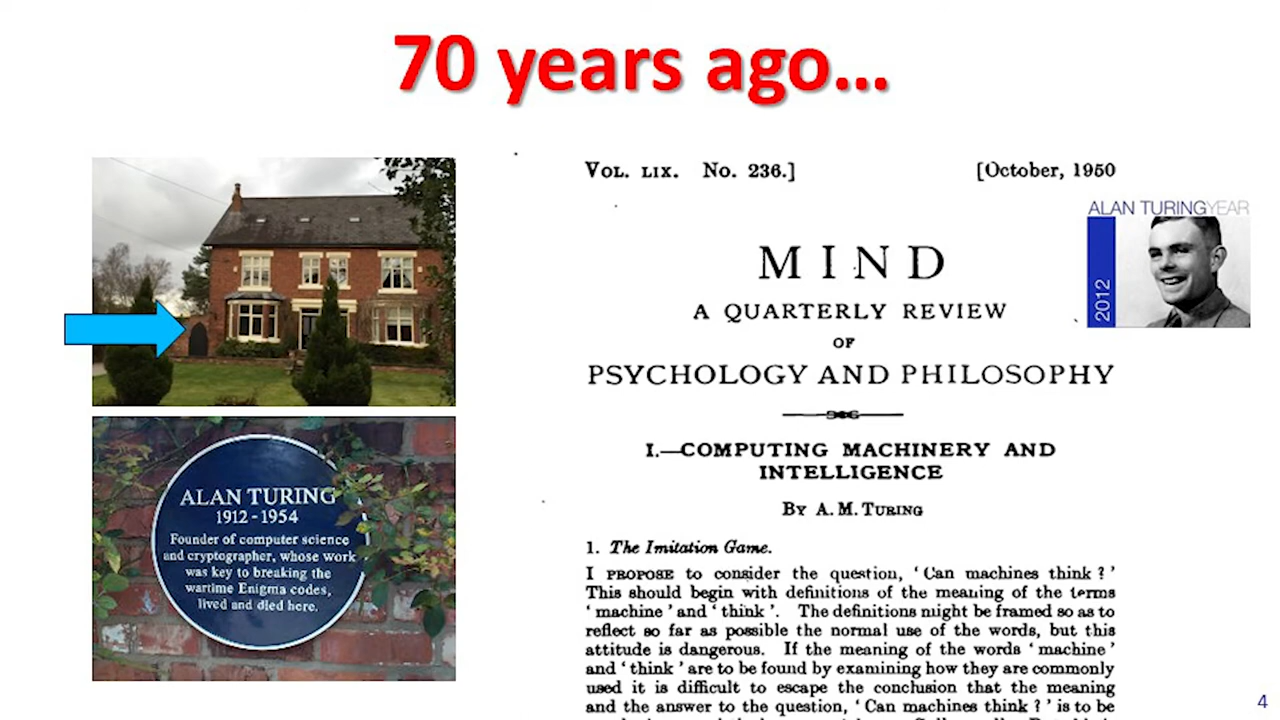 70 years ago...
VOL. LIX. No. 236.] [October, 1950
MIND
A QUARTERLY REVIEW
OF
PSYCHOLOGY AND PHILOSOPHY
I.—COMPUTING MACHINERY AND
INTELLIGENCE
BY A. M. TURING
1. The Imitation Game.
I PROPOSE to consider the question, ‘Can machines think?’
This should begin with definitions of the meaning of the terms
‘machine’ and ‘think’. The definitions might be framed so as to
reflect so far as possible the normal use of the words, but this
attitude is dangerous. If the meaning of the words ‘machine’
and ‘think’ are to be found by examining how they are commonly
used it is difficult to escape the conclusion that the meaning
and the answer to the question, ‘Can machines think?’ is to be
ALAN TURING YEAR
2012
ALAN TURING
1912 - 1954
Founder of computer science
and cryptographer, whose work
was key to breaking the
wartime Enigma codes,
lived and died here.
4